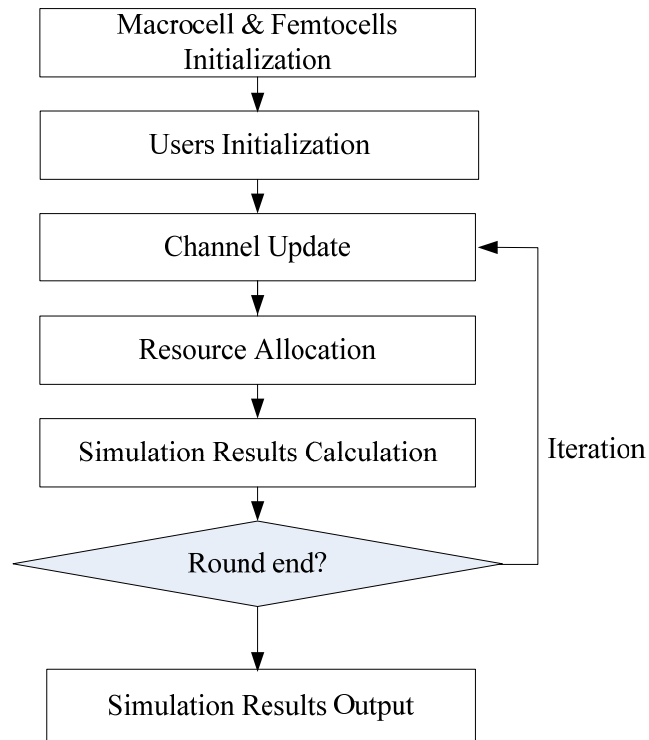 Macrocell & Femtocells
Initialization
Users Initialization
Channel Update
Resource Allocation
Simulation Results Calculation
Iteration
Round end?
Simulation Results Output